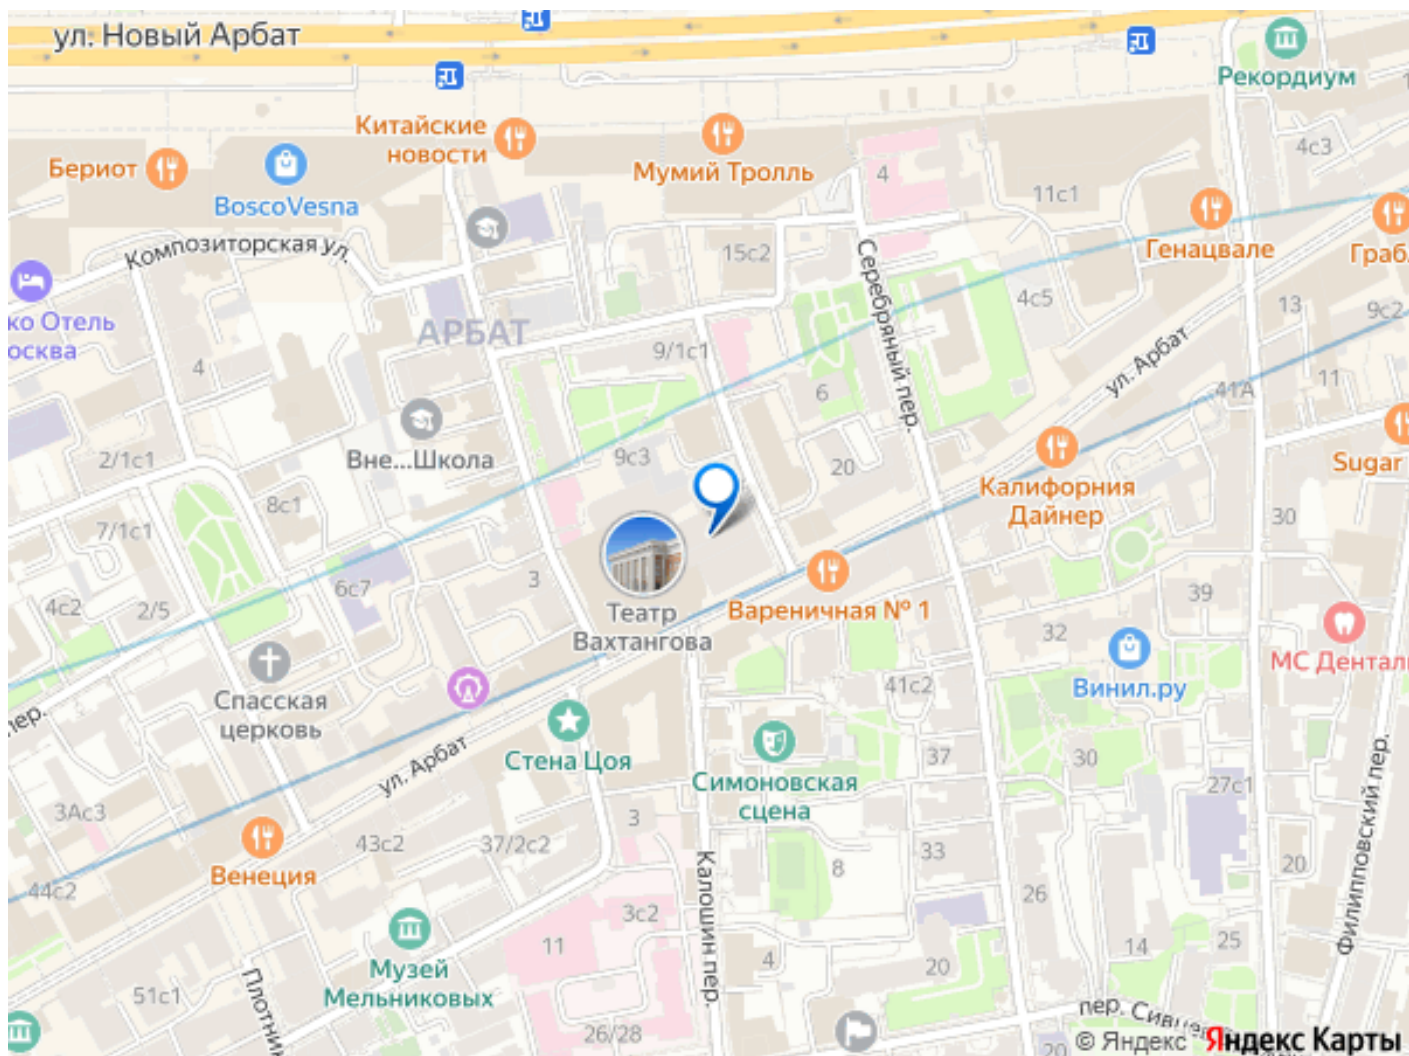 ул. Новый Арбат
Рекордиум
Китайские
новости
4с3
Бериот
Мумий Тролль
4
11с1
BoscoVesna
Композиторская ул.
15с2
Серебряный пер.
Генацвале
Граб
ко Отель
осква
АРБАТ
4с5
13
9с2
4
9/1с1
ул. Арбат
6
11
41А
2/1с1
Вне...Школа
9с3
20
Калифорния
Дайнер
Sugar
8с1
7/1с1
30
4с2
2/5
6с7
3
Театр
Вахтангова
Вареничная № 1
39
32
МС Дентал
Спасская
церковь
пер.
41с2
Винил.ру
ул. Арбат
Стена Цоя
Симоновская
сцена
37
30
27с1
Филипповский пер.
3Ас3
43с2
37/2с2
3
Калошин пер.
8
33
20
Венеция
44с2
26
3с2
11
Музей
Мельниковых
Плотни
51с1
26/28
4
20
14
25
пер. Сивце
20
© Яндекс
Яндекс Карты